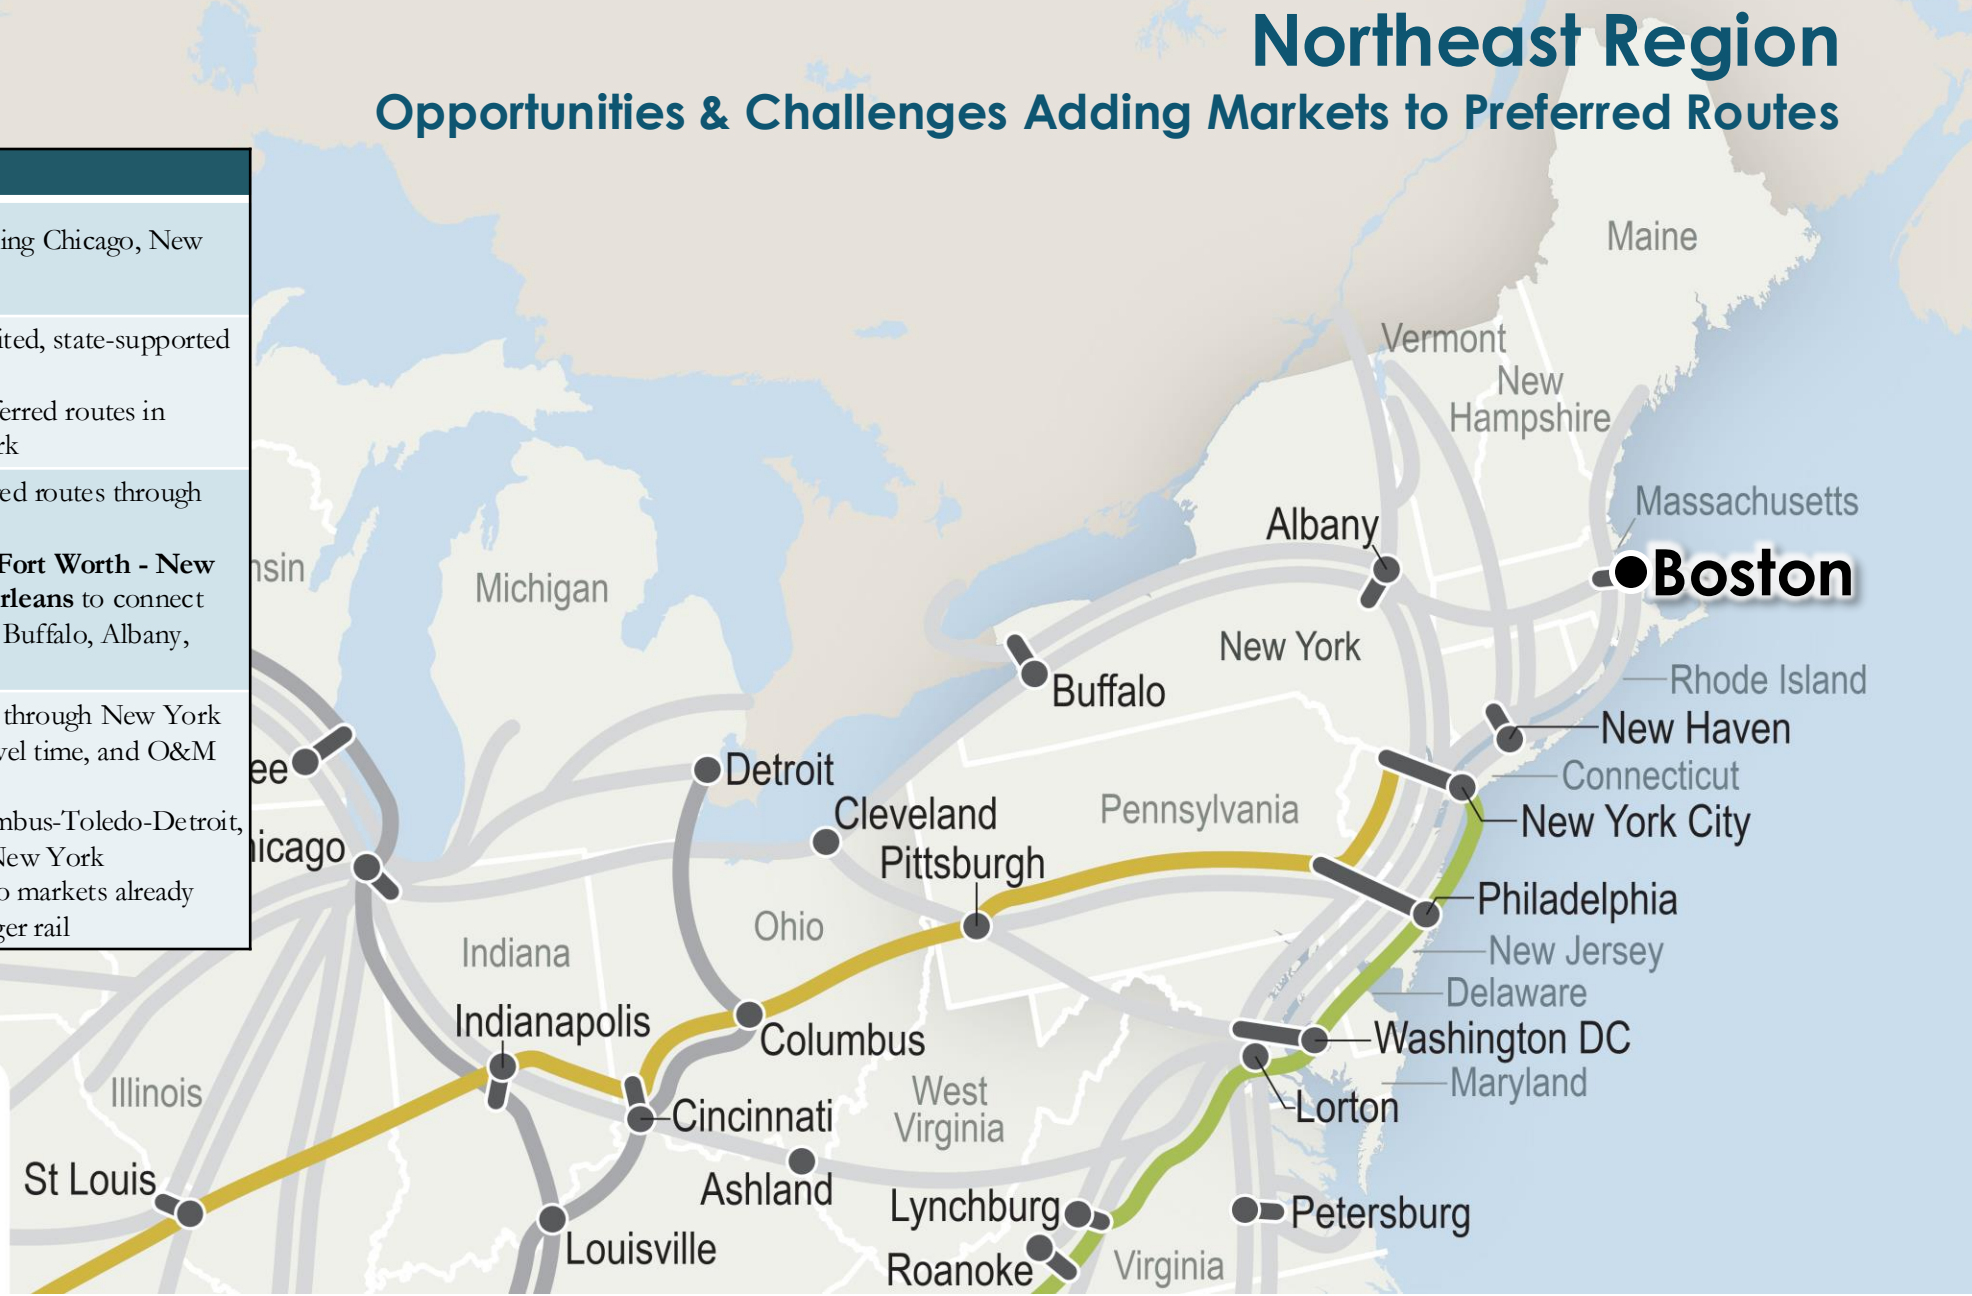 Northeast Region
Opportunities & Challenges Adding Markets to Preferred Routes
ing Chicago, New
ited, state-supported
ferred routes in
rk
ed routes through
Fort Worth - New
rleans to connect
Buffalo, Albany,
through New York
vel time, and O&M
mbus-Toledo-Detroit,
New York
o markets already
ger rail
Maine
Vermont
New
Hampshire
Massachusetts
Albany
Boston
nsin
Michigan
New York
Buffalo
Rhode Island
New Haven
ee
Detroit
Connecticut
Cleveland
Pennsylvania
New York City
icago
Pittsburgh
Philadelphia
Ohio
Indiana
New Jersey
Delaware
Indianapolis
Columbus
Washington DC
Illinois
West
Virginia
Maryland
Cincinnati
Lorton
St Louis
Ashland
Lynchburg
Petersburg
Louisville
Roanoke
Virginia